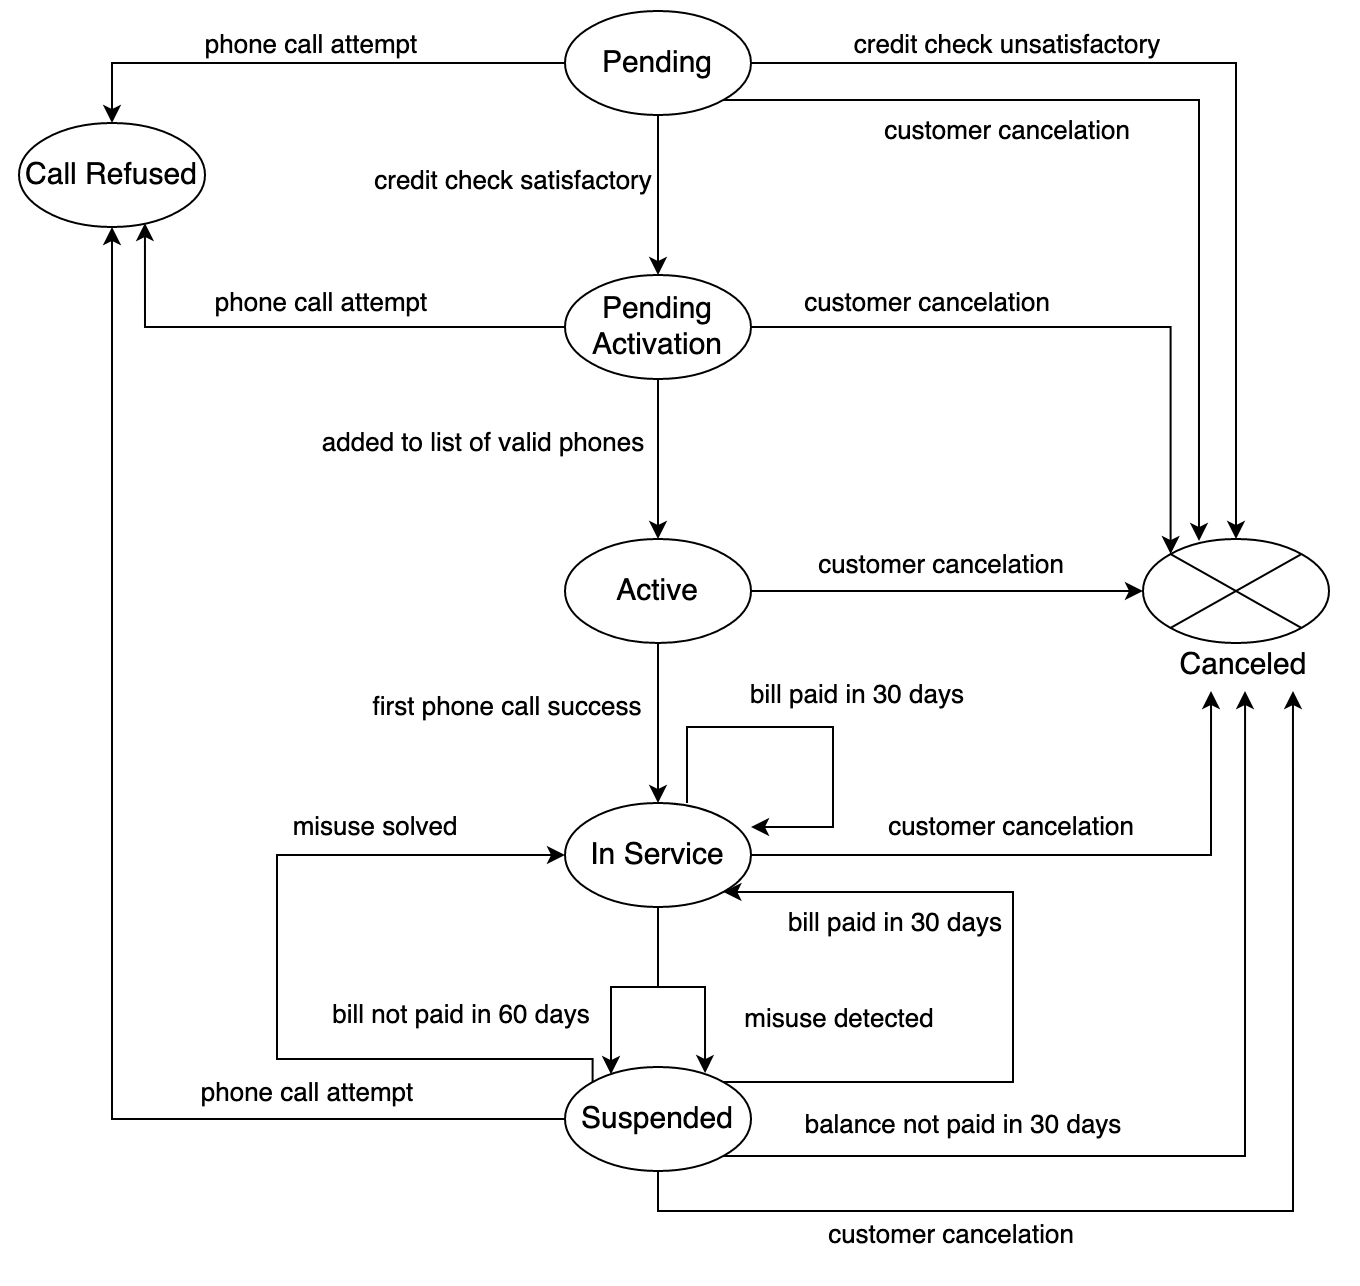 phone call attempt
Pending
credit check unsatisfactory
customer cancelation
Call Refused
credit check satisfactory
phone call attempt
Pending
Activation
customer cancelation
added to list of valid phones
Active
customer cancelation
Canceled
first phone call success
bill paid in 30 days
misuse solved
In Service
customer cancelation
bill paid in 30 days
bill not paid in 60 days
misuse detected
phone call attempt
Suspended
balance not paid in 30 days
customer cancelation